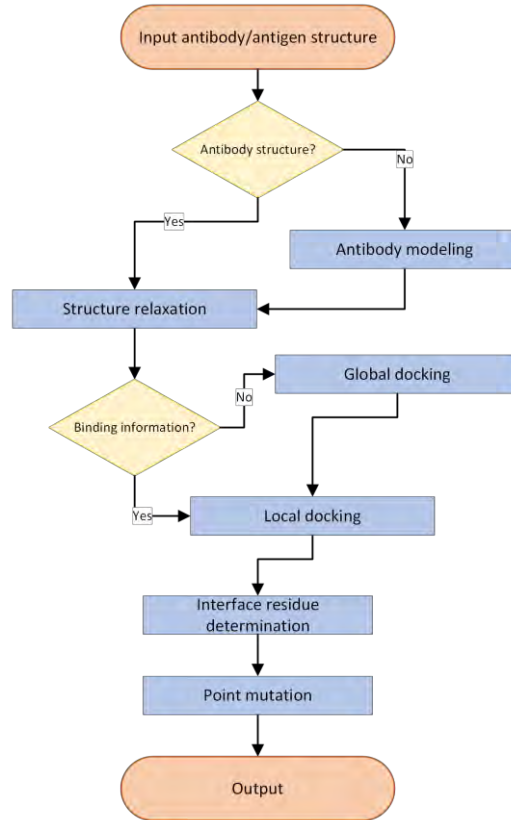 Input antibody/antigen structure
Antibody structure?
No
Yes
Antibody modeling
Structure relaxation
Global docking
No
Binding information?
Yes
Local docking
Interface residue
determination
Point mutation
Output